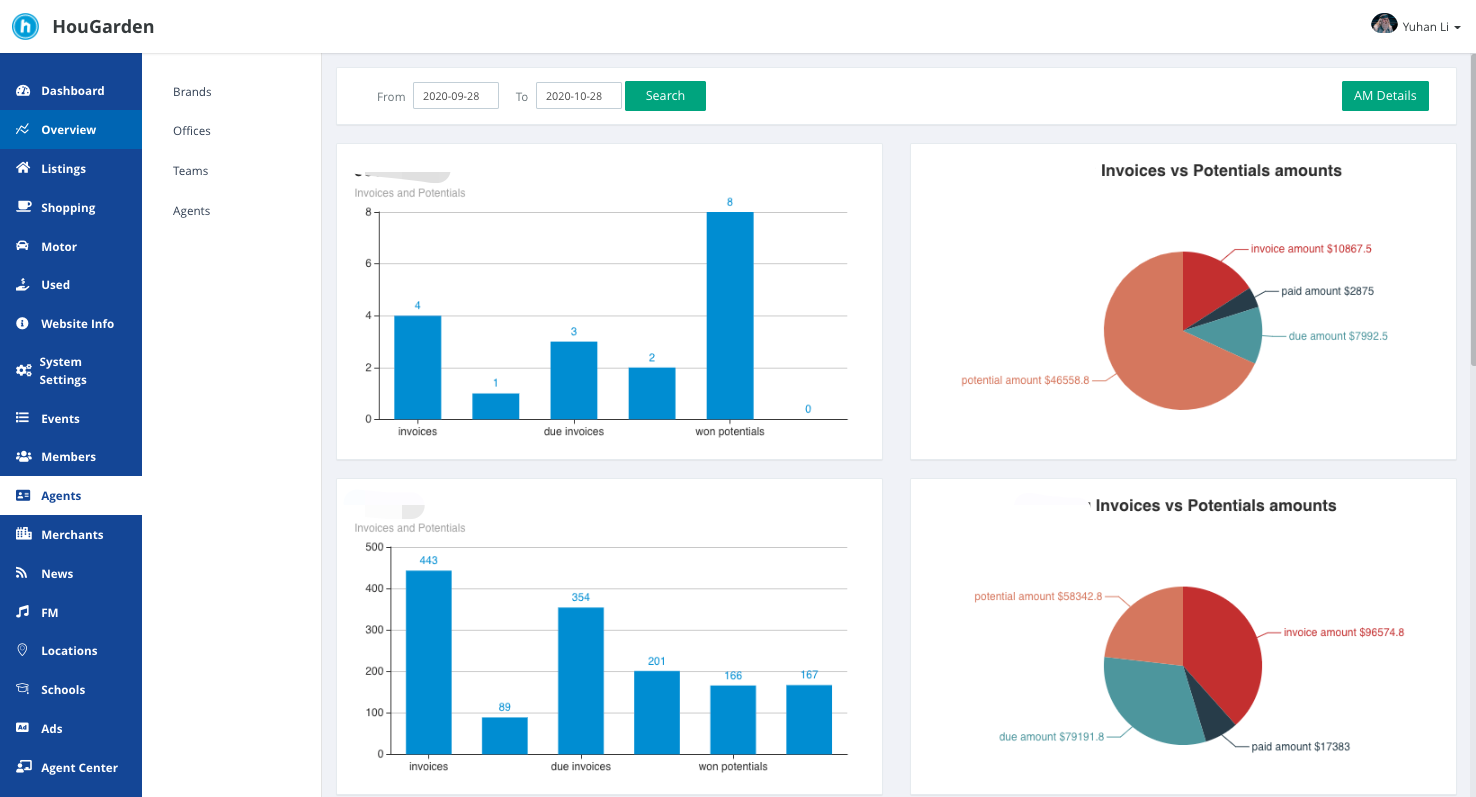 HouGarden
Yuhan Li
Dashboard
Overview
Listings
Shopping
Motor
Used
Website Info
System
Settings
Events
Members
Agents
Merchants
News
FM
Locations
Schools
Ads
Agent Center
Brands
Offices
Teams
Agents
From 2020-09-28 To 2020-10-28 Search
AM Details
Invoices and Potentials
8
6
4
2
0
4
1
3
2
8
0
invoices due invoices won potentials
Invoices vs Potentials amounts
invoice amount $10867.5
paid amount $2875
due amount $7992.5
potential amount $46558.8
Invoices and Potentials
500
400
300
200
100
0
443
89
354
201
166
167
invoices due invoices won potentials
Invoices vs Potentials amounts
potential amount $58342.8
invoice amount $96574.8
due amount $79191.8
paid amount $17383